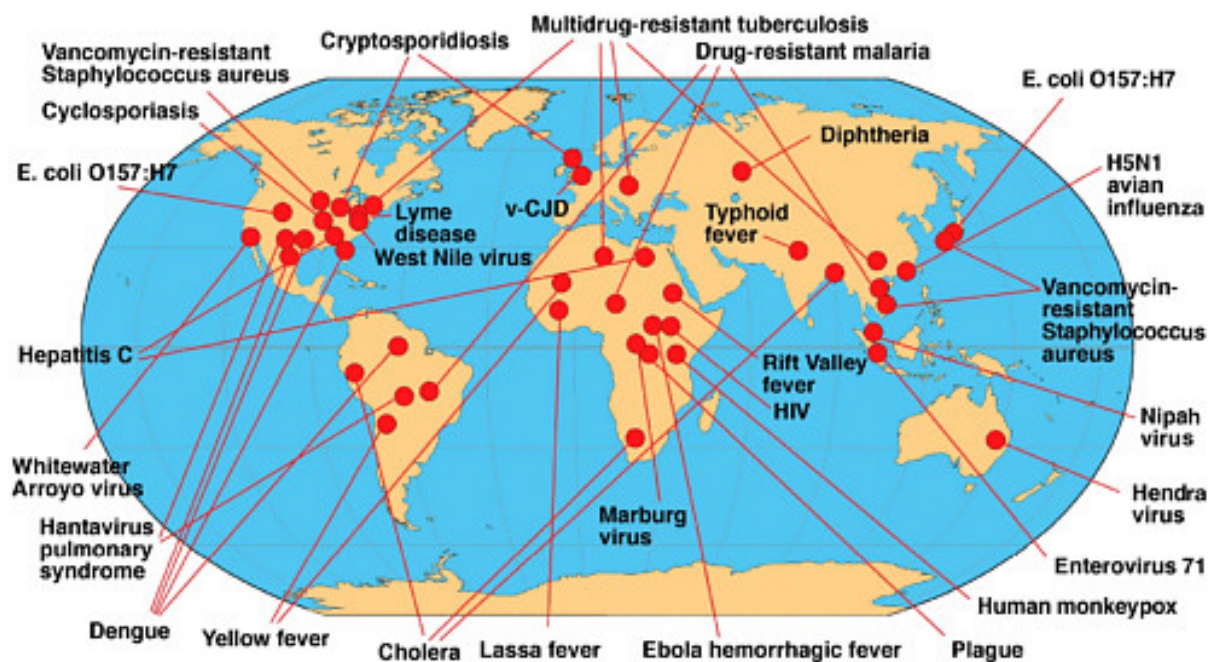 Multidrug-resistant tuberculosis
Vancomycin-resistant
Staphylococcus aureus
Cryptosporidiosis
Drug-resistant malaria
E. coli O157:H7
Cyclosporiasis
Diphtheria
E. coli O157:H7
H5N1
avian
influenza
v-CJD
Lyme
disease
West Nile virus
Typhoid
fever
Vancomycin-
resistant
Staphylococcus
aureus
Hepatitis C
Rift Valley
fever
HIV
Nipah
virus
Whitewater
Arroyo virus
Hendra
virus
Hantavirus
pulmonary
syndrome
Marburg
virus
Enterovirus 71
Human monkeypox
Dengue
Yellow fever
Cholera
Lassa fever
Ebola hemorrhagic fever
Plague